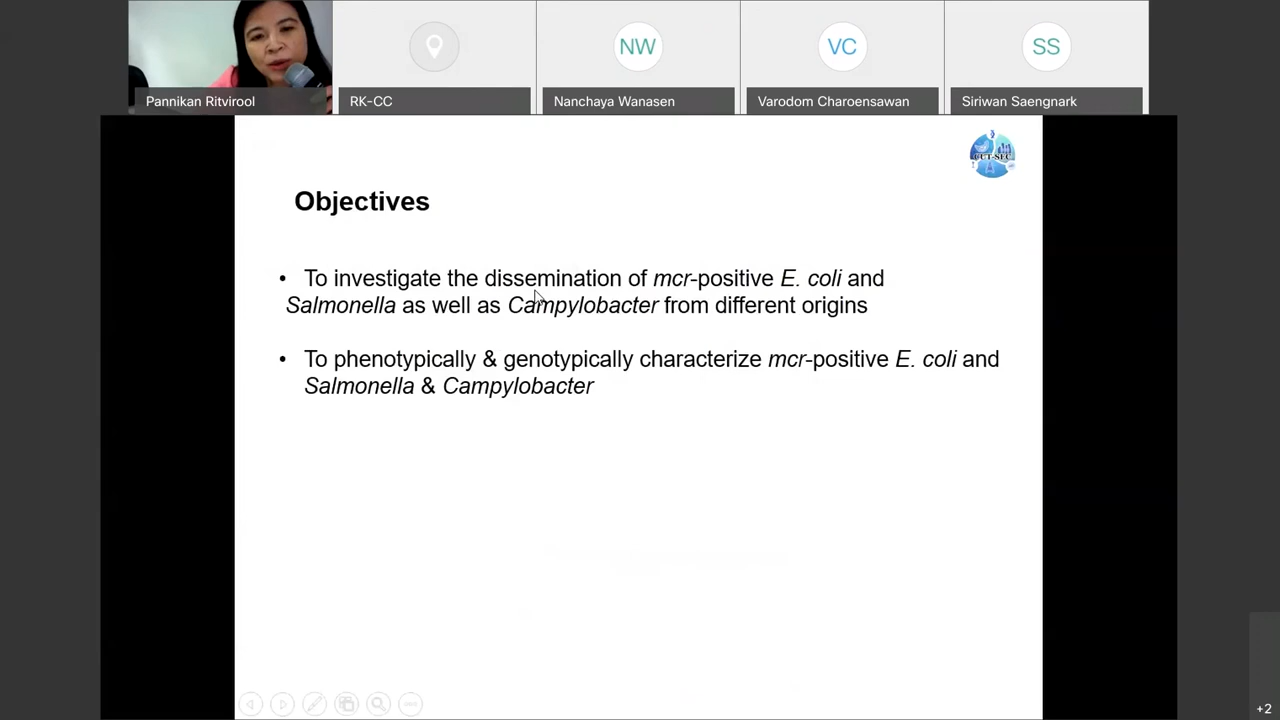 NW
VC
SS
Pannikan Ritvirool
RK-CC
Nanchaya Wanasen
Varodom Charoensawan
Siriwan Saengnark
CUT-SEC
Objectives
• To investigate the dissemination of mcr-positive E. coli and
Salmonella as well as Campylobacter from different origins
• To phenotypically & genotypically characterize mcr-positive E. coli and
Salmonella & Campylobacter
+2